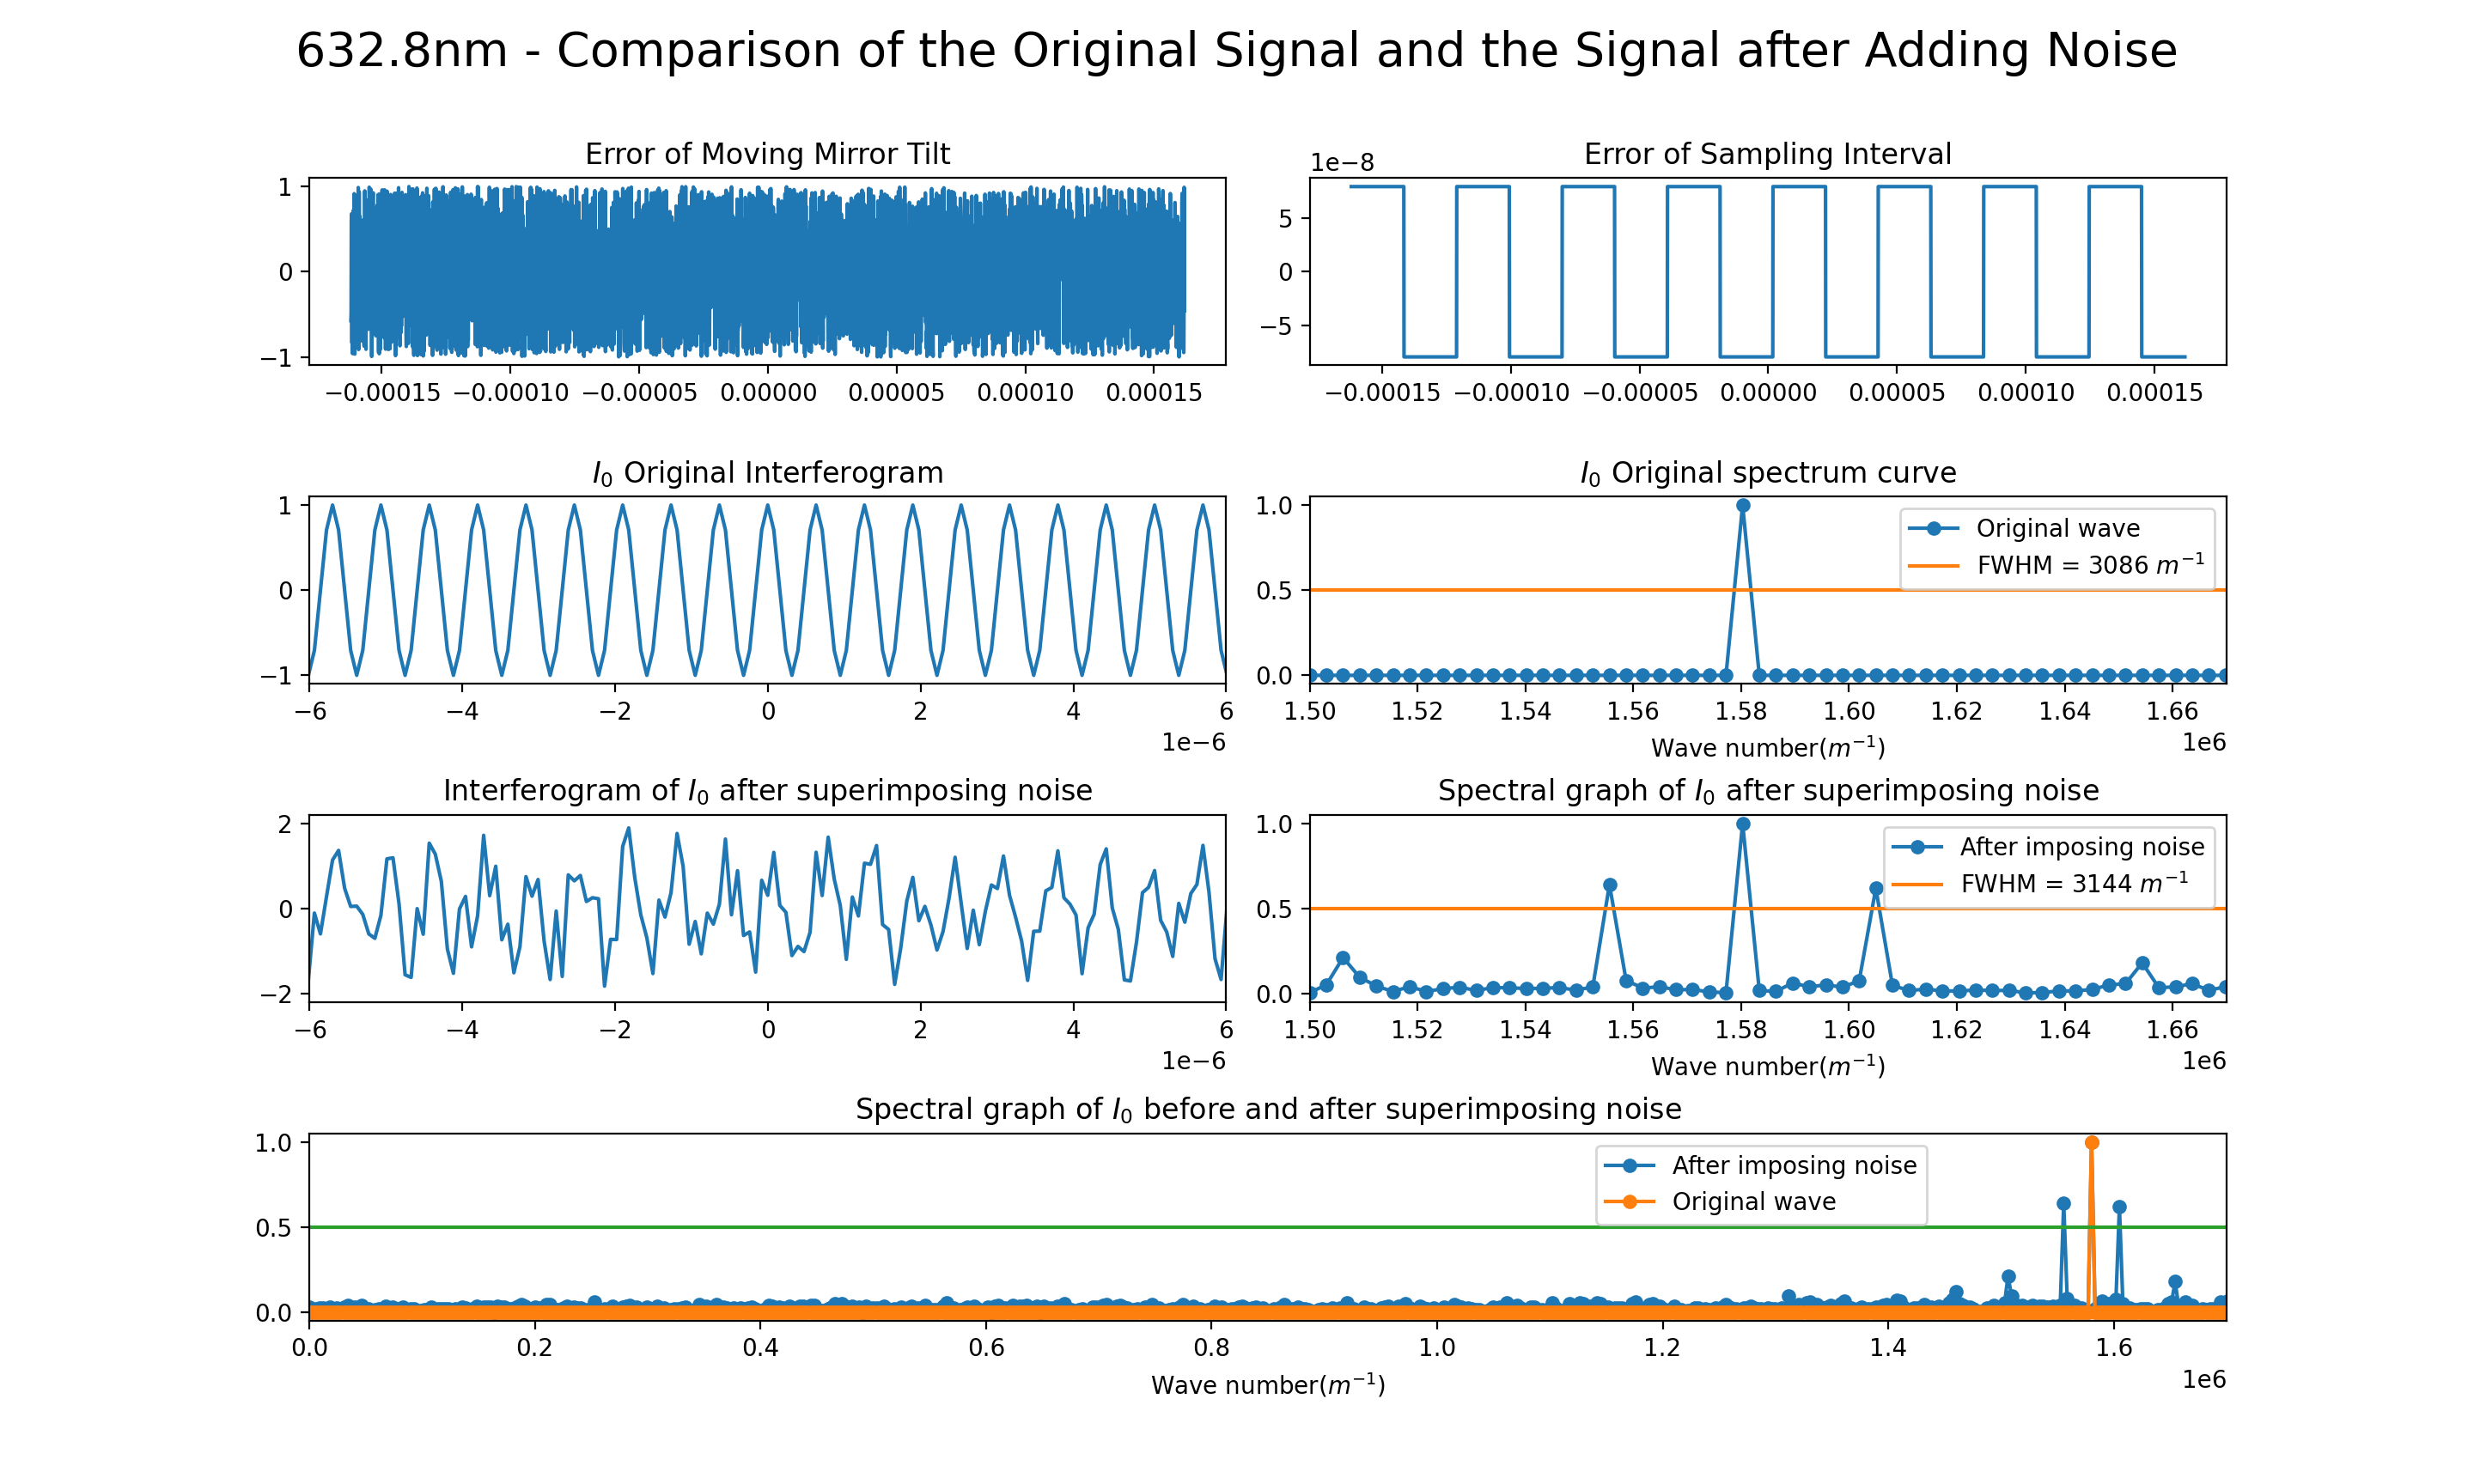 632.8nm - Comparison of the Original Signal and the Signal after Adding Noise
Error of Moving Mirror Tilt
1
0
−1
−0.00015 −0.00010 −0.00005 0.00000 0.00005 0.00010 0.00015
Error of Sampling Interval
1e−8
5
0
−5
−0.00015 −0.00010 −0.00005 0.00000 0.00005 0.00010 0.00015
I₀ Original Interferogram
1
0
−1
−6 −4 −2 0 2 4 6
1e−6
I₀ Original spectrum curve
1.0
0.5
0.0
Original wave
FWHM = 3086 m⁻¹
1.50 1.52 1.54 1.56 1.58 1.60 1.62 1.64 1.66
Wave number(m⁻¹)
1e6
Interferogram of I₀ after superimposing noise
2
0
−2
−6 −4 −2 0 2 4 6
1e−6
Spectral graph of I₀ after superimposing noise
1.0
0.5
0.0
After imposing noise
FWHM = 3144 m⁻¹
1.50 1.52 1.54 1.56 1.58 1.60 1.62 1.64 1.66
Wave number(m⁻¹)
1e6
Spectral graph of I₀ before and after superimposing noise
1.0
0.5
0.0
After imposing noise
Original wave
0.0 0.2 0.4 0.6 0.8 1.0 1.2 1.4 1.6
Wave number(m⁻¹)
1e6